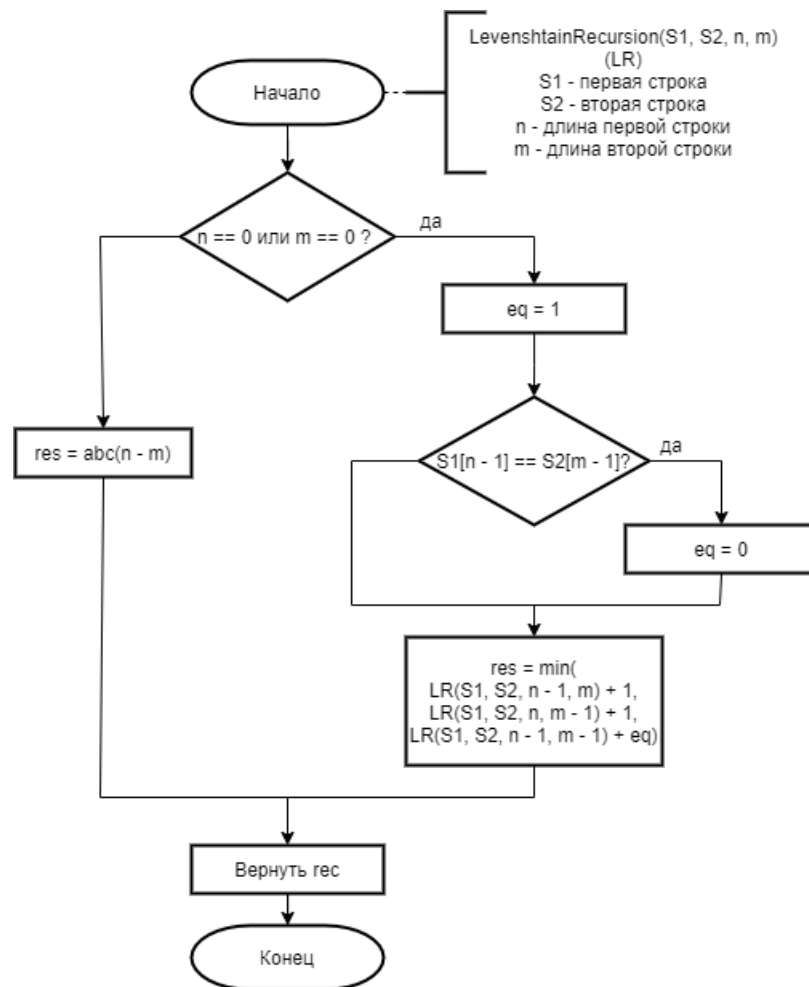 LevenshtainRecursion(S1, S2, n, m)
(LR)
S1 - первая строка
S2 - вторая строка
n - длина первой строки
m - длина второй строки
Начало
n == 0 или m == 0 ?
да
eq = 1
res = abc(n - m)
S1[n - 1] == S2[m - 1]?
да
eq = 0
res = min(
LR(S1, S2, n - 1, m) + 1,
LR(S1, S2, n, m - 1) + 1,
LR(S1, S2, n - 1, m - 1) + eq)
Вернуть rec
Конец